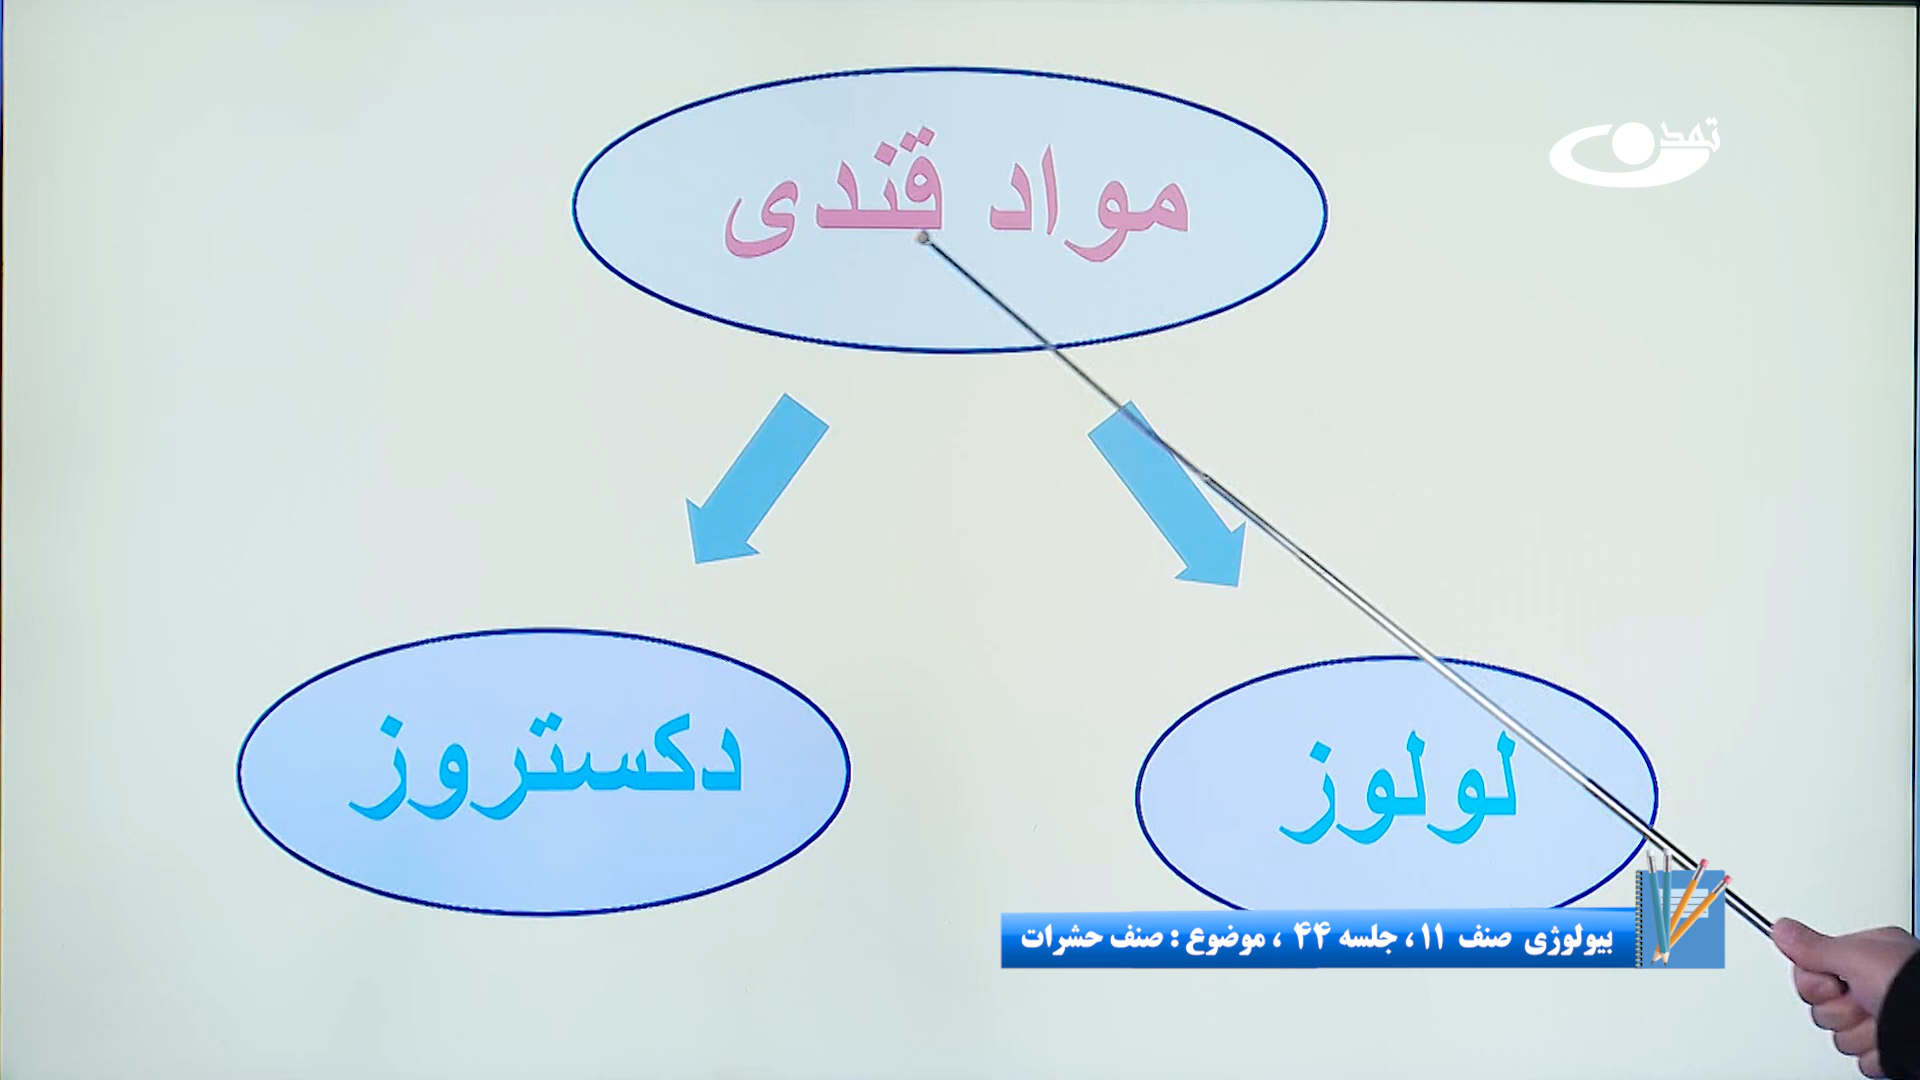 مواد قندی
تمدن
لولوز
دکستروز
بیولوژی صنف ۱۱، جلسه ۴۴ ، موضوع : صنف حشرات